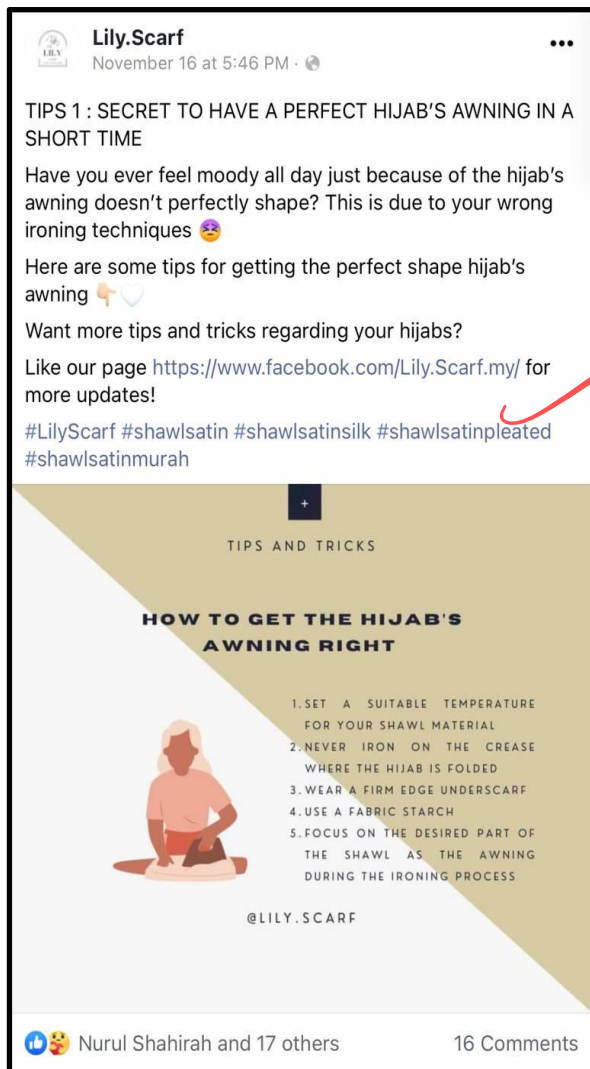 LILY
Lily.Scarf
November 16 at 5:46 PM ·
TIPS 1 : SECRET TO HAVE A PERFECT HIJAB'S AWNING IN A
SHORT TIME
Have you ever feel moody all day just because of the hijab's
awning doesn't perfectly shape? This is due to your wrong
ironing techniques 😣
Here are some tips for getting the perfect shape hijab's
awning 👇🏻🤍
Want more tips and tricks regarding your hijabs?
Like our page https://www.facebook.com/Lily.Scarf.my/ for
more updates!
#LilyScarf #shawlsatin #shawlsatinsilk #shawlsatinpleated
#shawlsatinmurah
+
TIPS AND TRICKS
HOW TO GET THE HIJAB'S
AWNING RIGHT
1. SET A SUITABLE TEMPERATURE
FOR YOUR SHAWL MATERIAL
2. NEVER IRON ON THE CREASE
WHERE THE HIJAB IS FOLDED
3. WEAR A FIRM EDGE UNDERSCARF
4. USE A FABRIC STARCH
5. FOCUS ON THE DESIRED PART OF
THE SHAWL AS THE AWNING
DURING THE IRONING PROCESS
@LILY.SCARF
Nurul Shahirah and 17 others
16 Comments